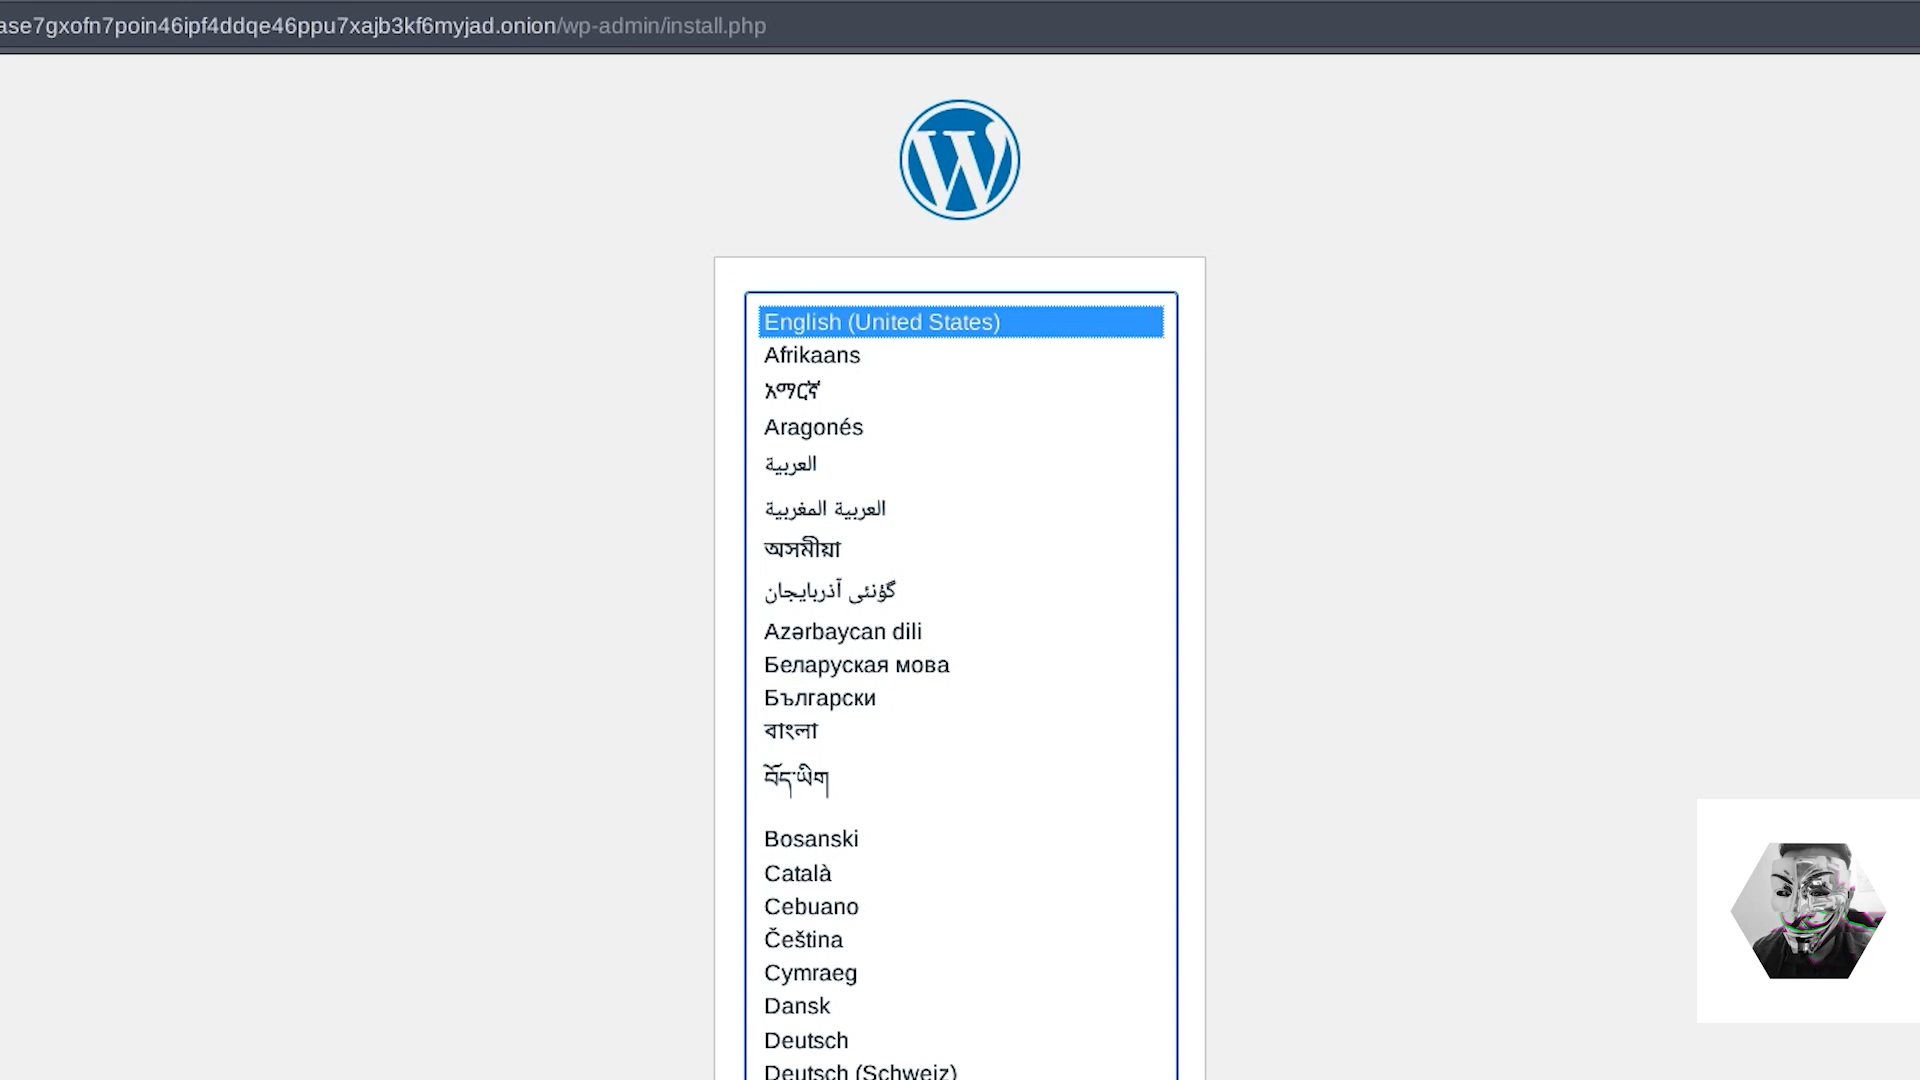 ase7gxofn7poin46ipf4ddqe46ppu7xajb3kf6myjad.onion/wp-admin/install.php
English (United States)
Afrikaans
አማርኛ
Aragonés
العربية
العربية المغربية
অসমীয়া
گؤنئی آذربایجان
Azərbaycan dili
Беларуская мова
Български
বাংলা
བོད་ཡིག
Bosanski
Català
Cebuano
Čeština
Cymraeg
Dansk
Deutsch
Deutsch (Schweiz)